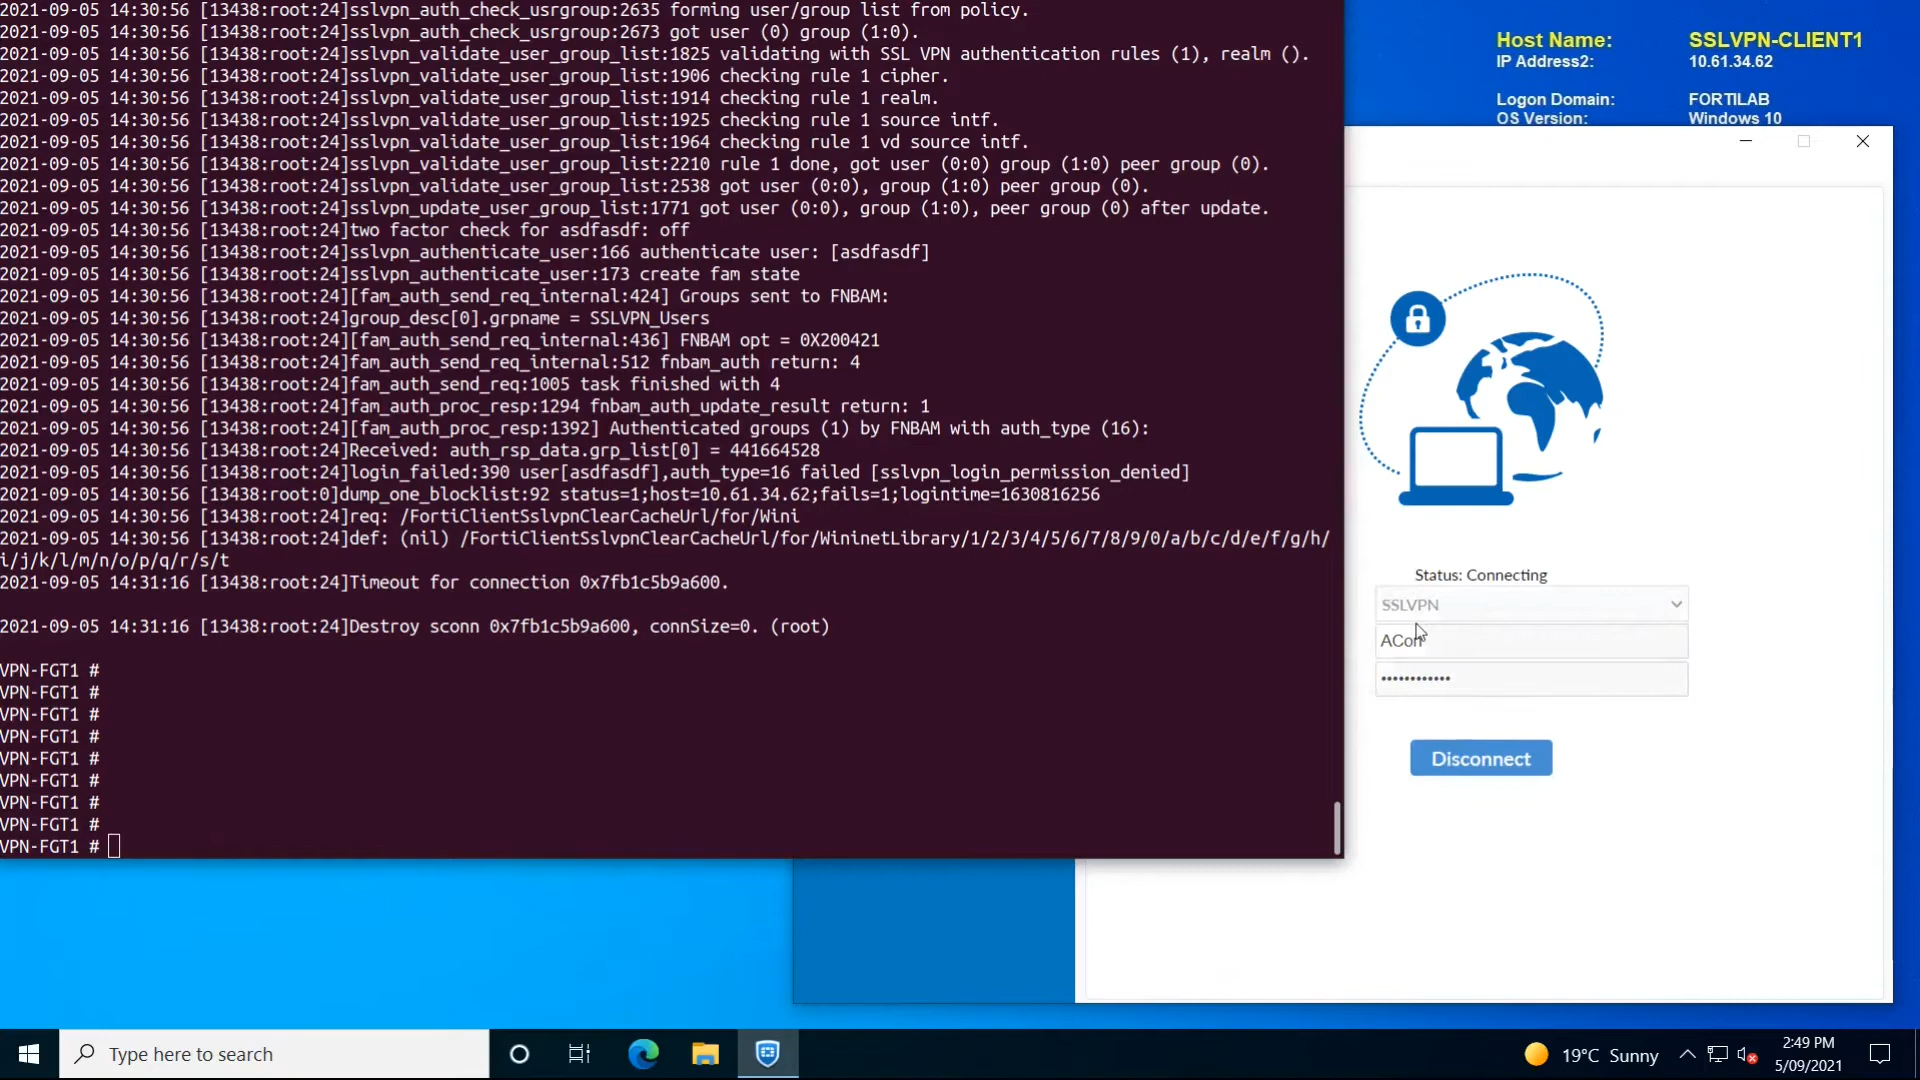 2021-09-05 14:30:56 [13438:root:24]sslvpn_auth_check_usrgroup:2635 forming user/group list from policy.
2021-09-05 14:30:56 [13438:root:24]sslvpn_auth_check_usrgroup:2673 got user (0) group (1:0).
2021-09-05 14:30:56 [13438:root:24]sslvpn_validate_user_group_list:1825 validating with SSL VPN authentication rules (1), realm ().
2021-09-05 14:30:56 [13438:root:24]sslvpn_validate_user_group_list:1906 checking rule 1 cipher.
2021-09-05 14:30:56 [13438:root:24]sslvpn_validate_user_group_list:1914 checking rule 1 realm.
2021-09-05 14:30:56 [13438:root:24]sslvpn_validate_user_group_list:1925 checking rule 1 source intf.
2021-09-05 14:30:56 [13438:root:24]sslvpn_validate_user_group_list:1964 checking rule 1 vd source intf.
2021-09-05 14:30:56 [13438:root:24]sslvpn_validate_user_group_list:2210 rule 1 done, got user (0:0) group (1:0) peer group (0).
2021-09-05 14:30:56 [13438:root:24]sslvpn_validate_user_group_list:2538 got user (0:0), group (1:0) peer group (0).
2021-09-05 14:30:56 [13438:root:24]sslvpn_update_user_group_list:1771 got user (0:0), group (1:0), peer group (0) after update.
2021-09-05 14:30:56 [13438:root:24]two factor check for asdfasdf: off
2021-09-05 14:30:56 [13438:root:24]sslvpn_authenticate_user:166 authenticate user: [asdfasdf]
2021-09-05 14:30:56 [13438:root:24]sslvpn_authenticate_user:173 create fam state
2021-09-05 14:30:56 [13438:root:24][fam_auth_send_req_internal:424] Groups sent to FNBAM:
2021-09-05 14:30:56 [13438:root:24]group_desc[0].grpname = SSLVPN_Users
2021-09-05 14:30:56 [13438:root:24][fam_auth_send_req_internal:436] FNBAM opt = 0X200421
2021-09-05 14:30:56 [13438:root:24]fam_auth_send_req_internal:512 fnbam_auth return: 4
2021-09-05 14:30:56 [13438:root:24]fam_auth_send_req:1005 task finished with 4
2021-09-05 14:30:56 [13438:root:24]fam_auth_proc_resp:1294 fnbam_auth_update_result return: 1
2021-09-05 14:30:56 [13438:root:24][fam_auth_proc_resp:1392] Authenticated groups (1) by FNBAM with auth_type (16):
2021-09-05 14:30:56 [13438:root:24]Received: auth_rsp_data.grp_list[0] = 441664528
2021-09-05 14:30:56 [13438:root:24]login_failed:390 user[asdfasdf],auth_type=16 failed [sslvpn_login_permission_denied]
2021-09-05 14:30:56 [13438:root:0]dump_one_blocklist:92 status=1;host=10.61.34.62;fails=1;logintime=1630816256
2021-09-05 14:30:56 [13438:root:24]req: /FortiClientSslvpnClearCacheUrl/for/Wini
2021-09-05 14:30:56 [13438:root:24]def: (nil) /FortiClientSslvpnClearCacheUrl/for/WininetLibrary/1/2/3/4/5/6/7/8/9/0/a/b/c/d/e/f/g/h/
i/j/k/l/m/n/o/p/q/r/s/t
2021-09-05 14:31:16 [13438:root:24]Timeout for connection 0x7fb1c5b9a600.
2021-09-05 14:31:16 [13438:root:24]Destroy sconn 0x7fb1c5b9a600, connSize=0. (root)
VPN-FGT1 #
VPN-FGT1 #
VPN-FGT1 #
VPN-FGT1 #
VPN-FGT1 #
VPN-FGT1 #
VPN-FGT1 #
VPN-FGT1 #
VPN-FGT1 #
Host Name: SSLVPN-CLIENT1
IP Address2: 10.61.34.62
Logon Domain: FORTILAB
OS Version: Windows 10
Status: Connecting
SSLVPN
••••••••••••
Disconnect
Type here to search
19°C Sunny
2:49 PM
5/09/2021